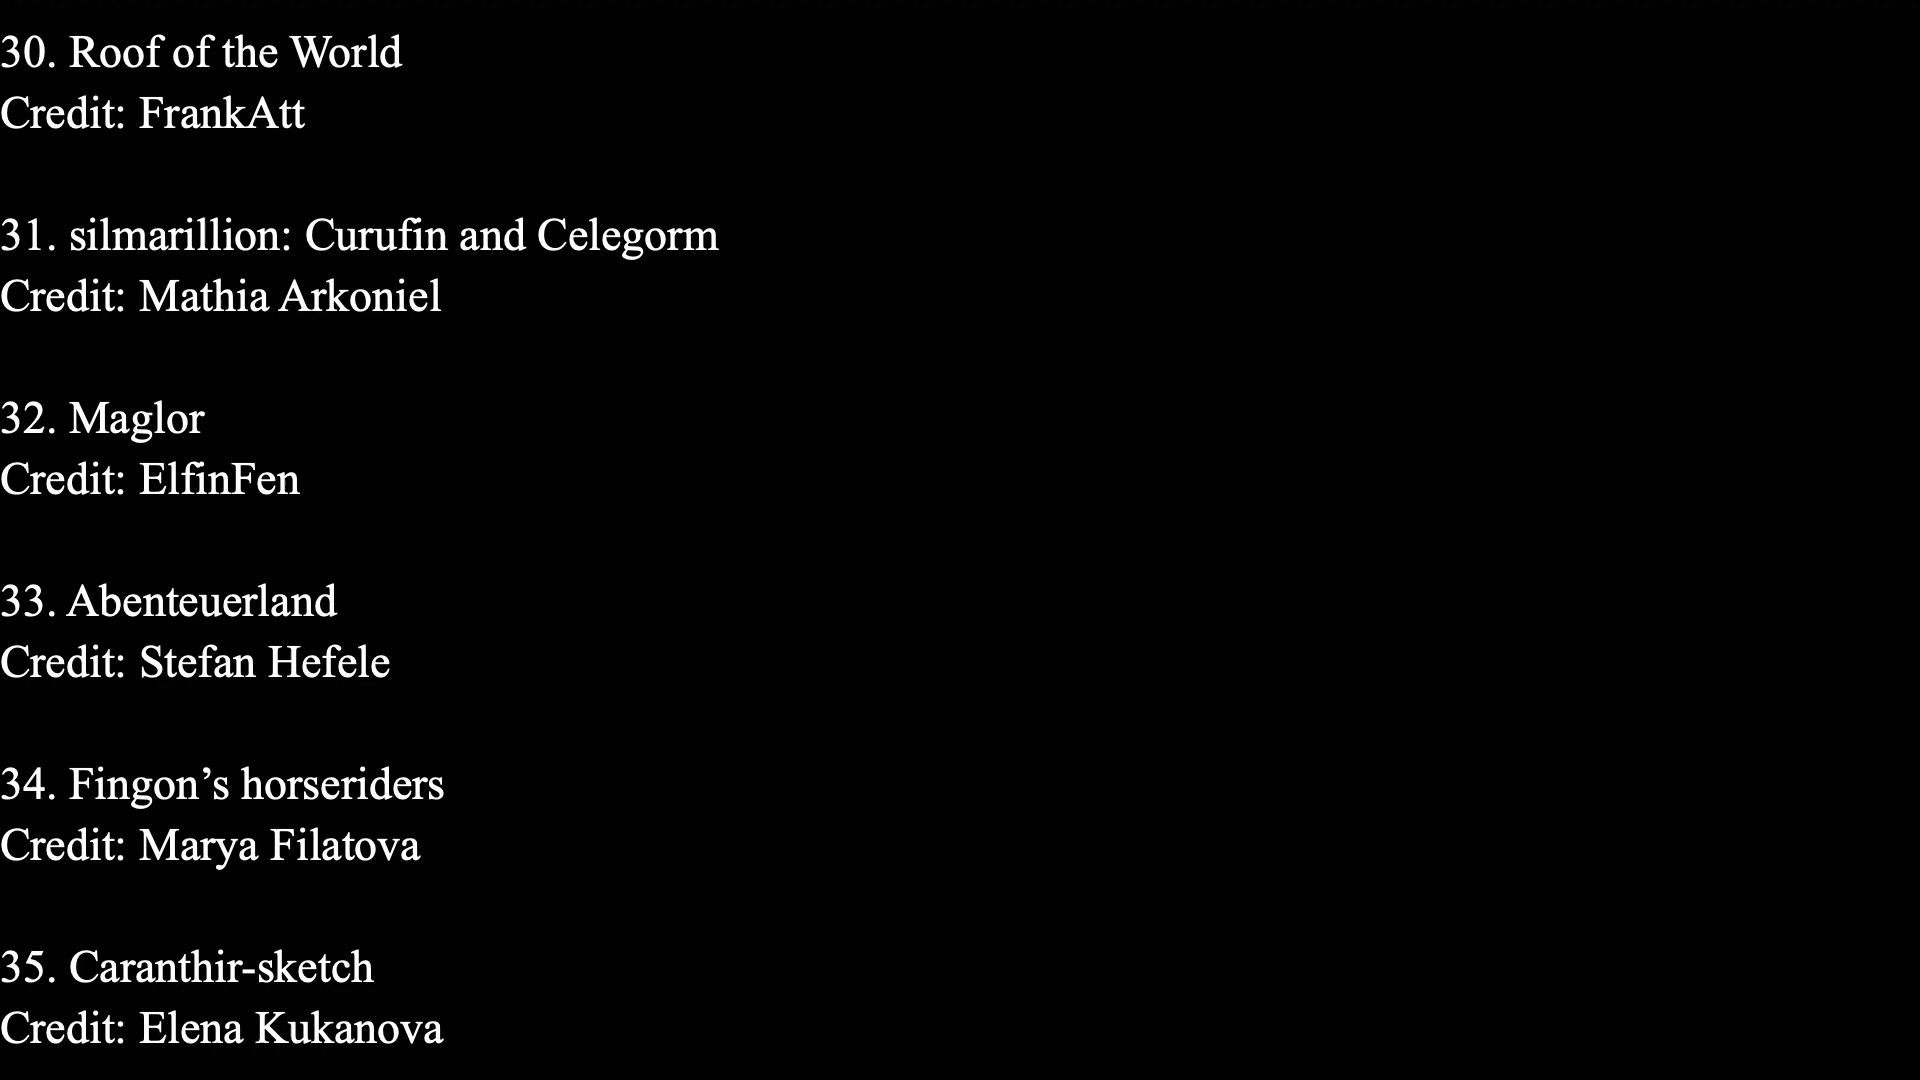 30. Roof of the World
Credit: FrankAtt
31. silmarillion: Curufin and Celegorm
Credit: Mathia Arkoniel
32. Maglor
Credit: ElfinFen
33. Abenteuerland
Credit: Stefan Hefele
34. Fingon’s horseriders
Credit: Marya Filatova
35. Caranthir-sketch
Credit: Elena Kukanova